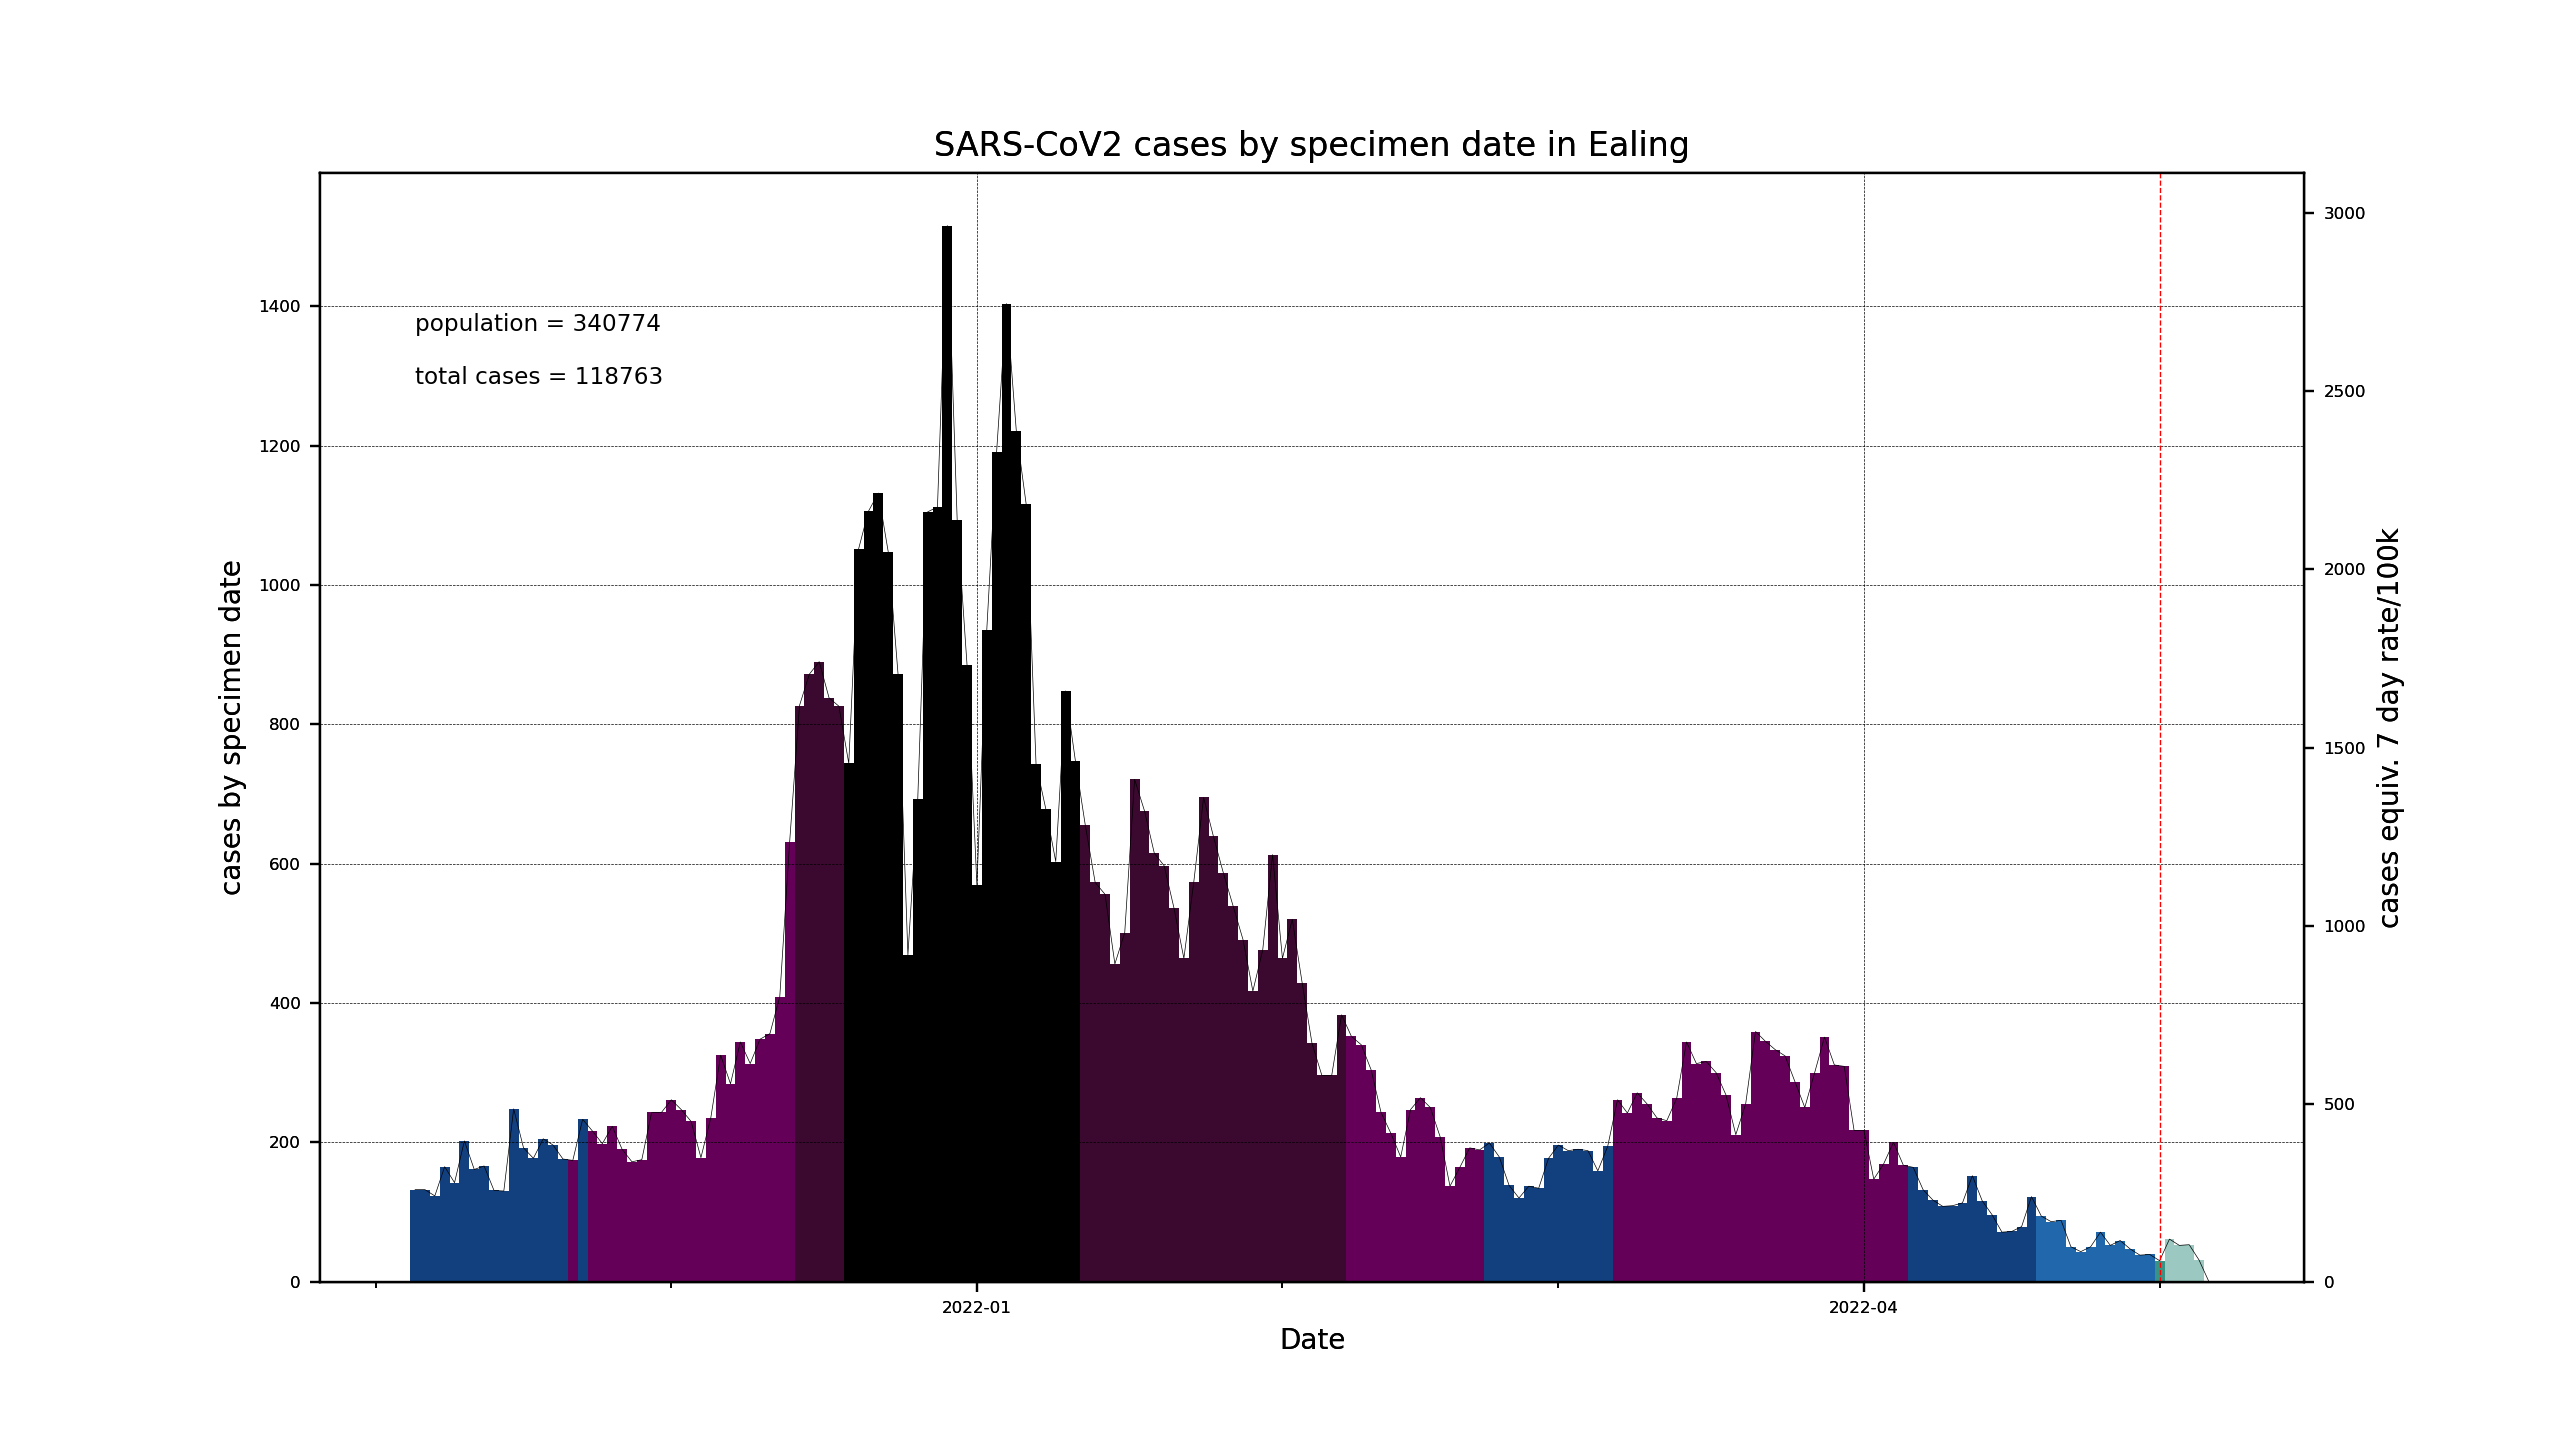 SARS-CoV2 cases by specimen date in Ealing
population = 340774
total cases = 118763
cases by specimen date
1400
1200
1000
800
600
400
200
0
3000
2500
2000
1500
1000
500
0
cases equiv. 7 day rate/100k
2022-01
2022-04
Date